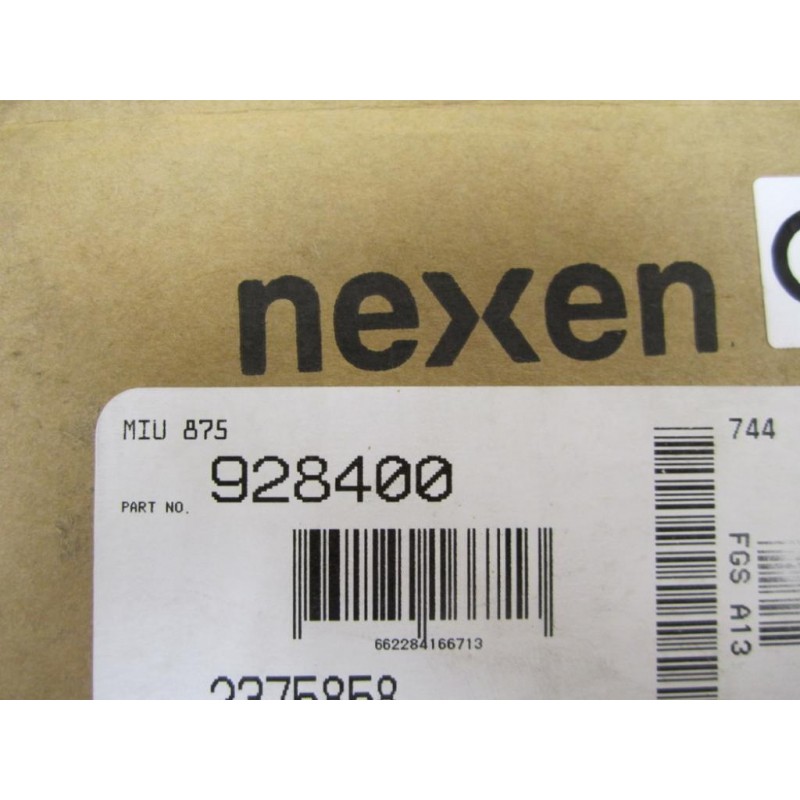 nexen
MIU 875
744
PART NO. 928400
FGS A13
662284166713